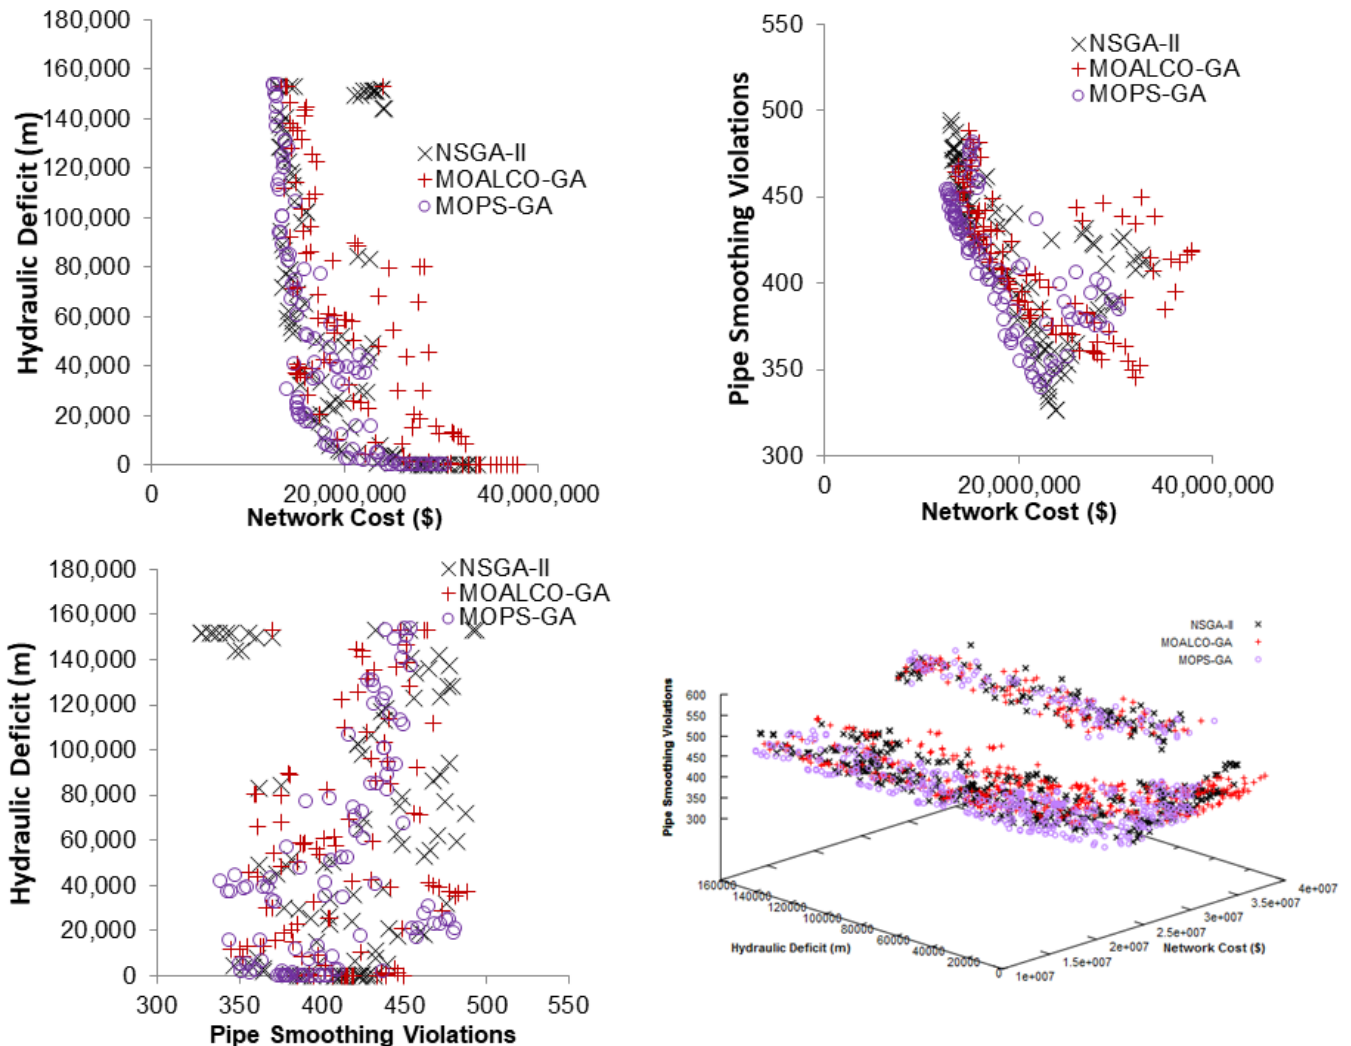 180,000
160,000
140,000
120,000
100,000
80,000
60,000
40,000
20,000
0
Hydraulic Deficit (m)
NSGA-II
MOALCO-GA
MOPS-GA
0
20,000,000
40,000,000
Network Cost ($)
550
500
450
400
350
300
Pipe Smoothing Violations
NSGA-II
MOALCO-GA
MOPS-GA
0
20,000,000
40,000,000
Network Cost ($)
180,000
160,000
140,000
120,000
100,000
80,000
60,000
40,000
20,000
0
Hydraulic Deficit (m)
NSGA-II
MOALCO-GA
MOPS-GA
300
350
400
450
500
550
Pipe Smoothing Violations
NSGA-II
MOALCO-GA
MOPS-GA
600
550
500
450
400
350
300
Pipe Smoothing Violations
160000
140000
120000
100000
80000
60000
40000
20000
0
Hydraulic Deficit (m)
1e+007
1.5e+007
2e+007
2.5e+007
3e+007
3.5e+007
4e+007
Network Cost ($)